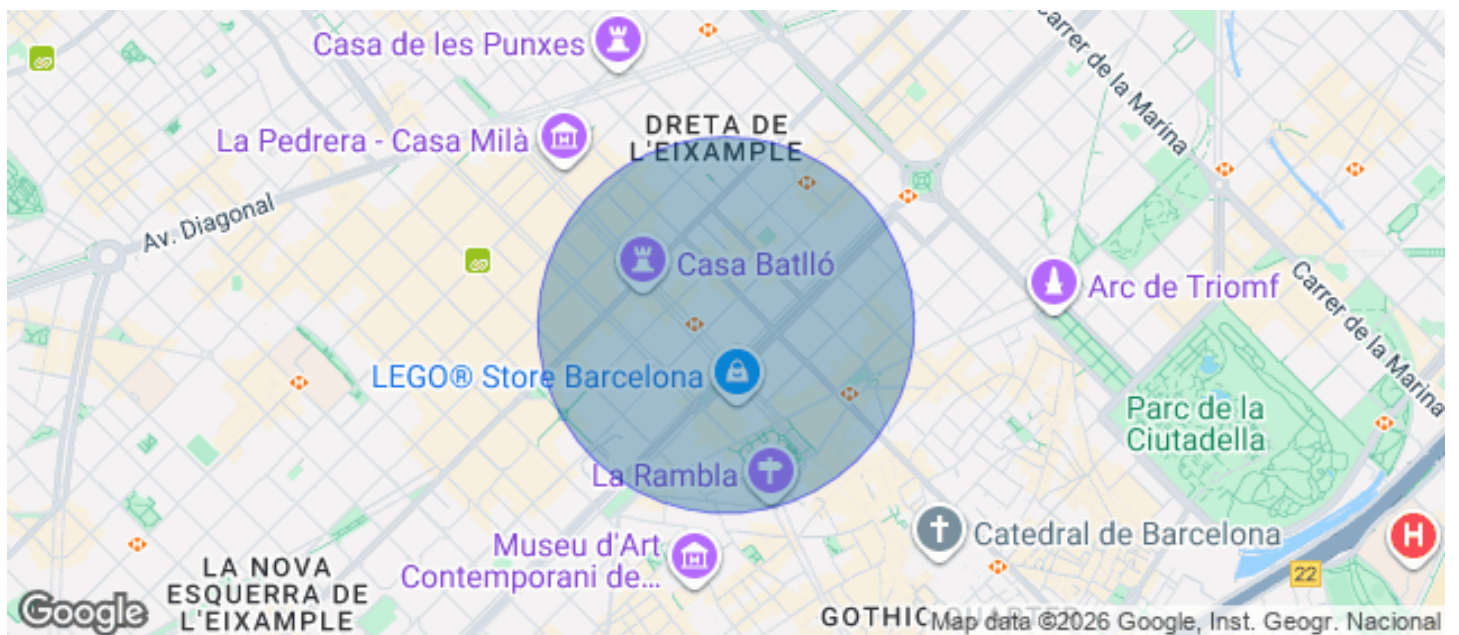 Casa de les Punxes
Carrer de la Marina
DRETA DE
L'EIXAMPLE
La Pedrera - Casa Milà
Av. Diagonal
Casa Batlló
Arc de Triomf
Carrer de la Marina
LEGO® Store Barcelona
Parc de la
Ciutadella
La Rambla
Catedral de Barcelona
H
Museu d'Art
Contemporani de...
22
LA NOVA
ESQUERRA DE
L'EIXAMPLE
Google
GOTHIC QUARTER
Map data ©2026 Google, Inst. Geogr. Nacional